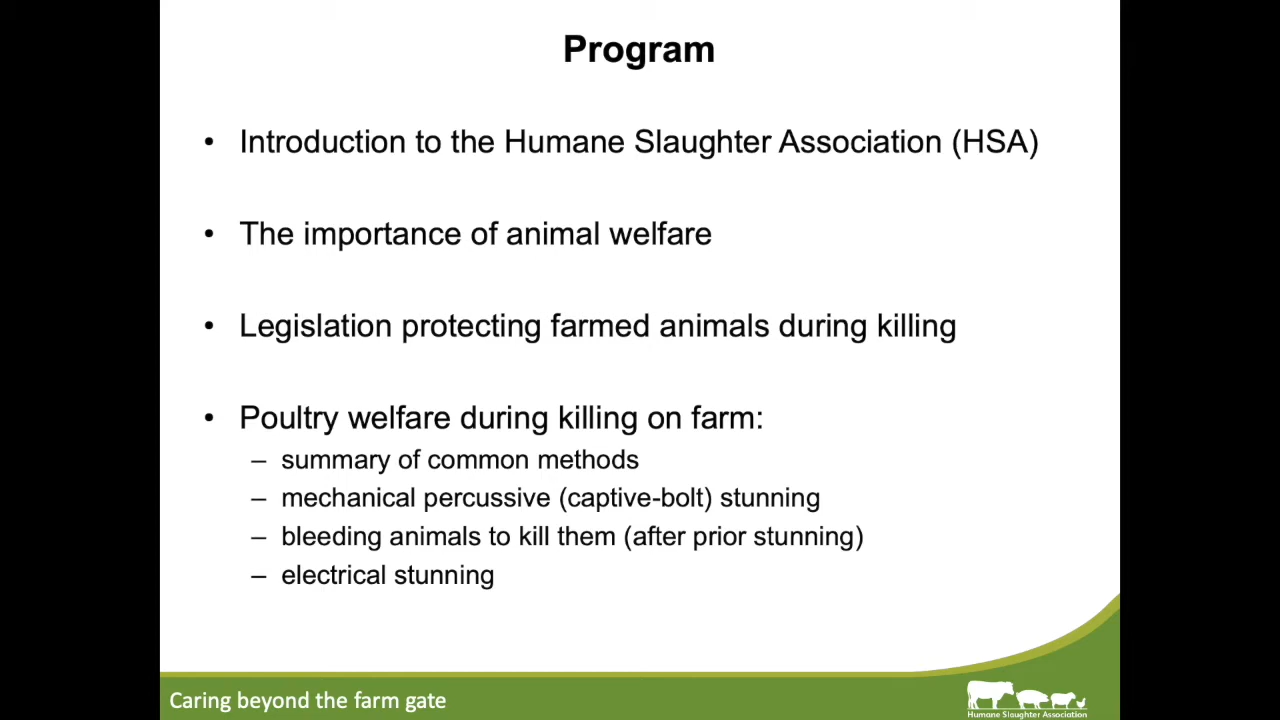 Program
• Introduction to the Humane Slaughter Association (HSA)
• The importance of animal welfare
• Legislation protecting farmed animals during killing
• Poultry welfare during killing on farm:
– summary of common methods
– mechanical percussive (captive-bolt) stunning
– bleeding animals to kill them (after prior stunning)
– electrical stunning
Caring beyond the farm gate
Humane Slaughter Association